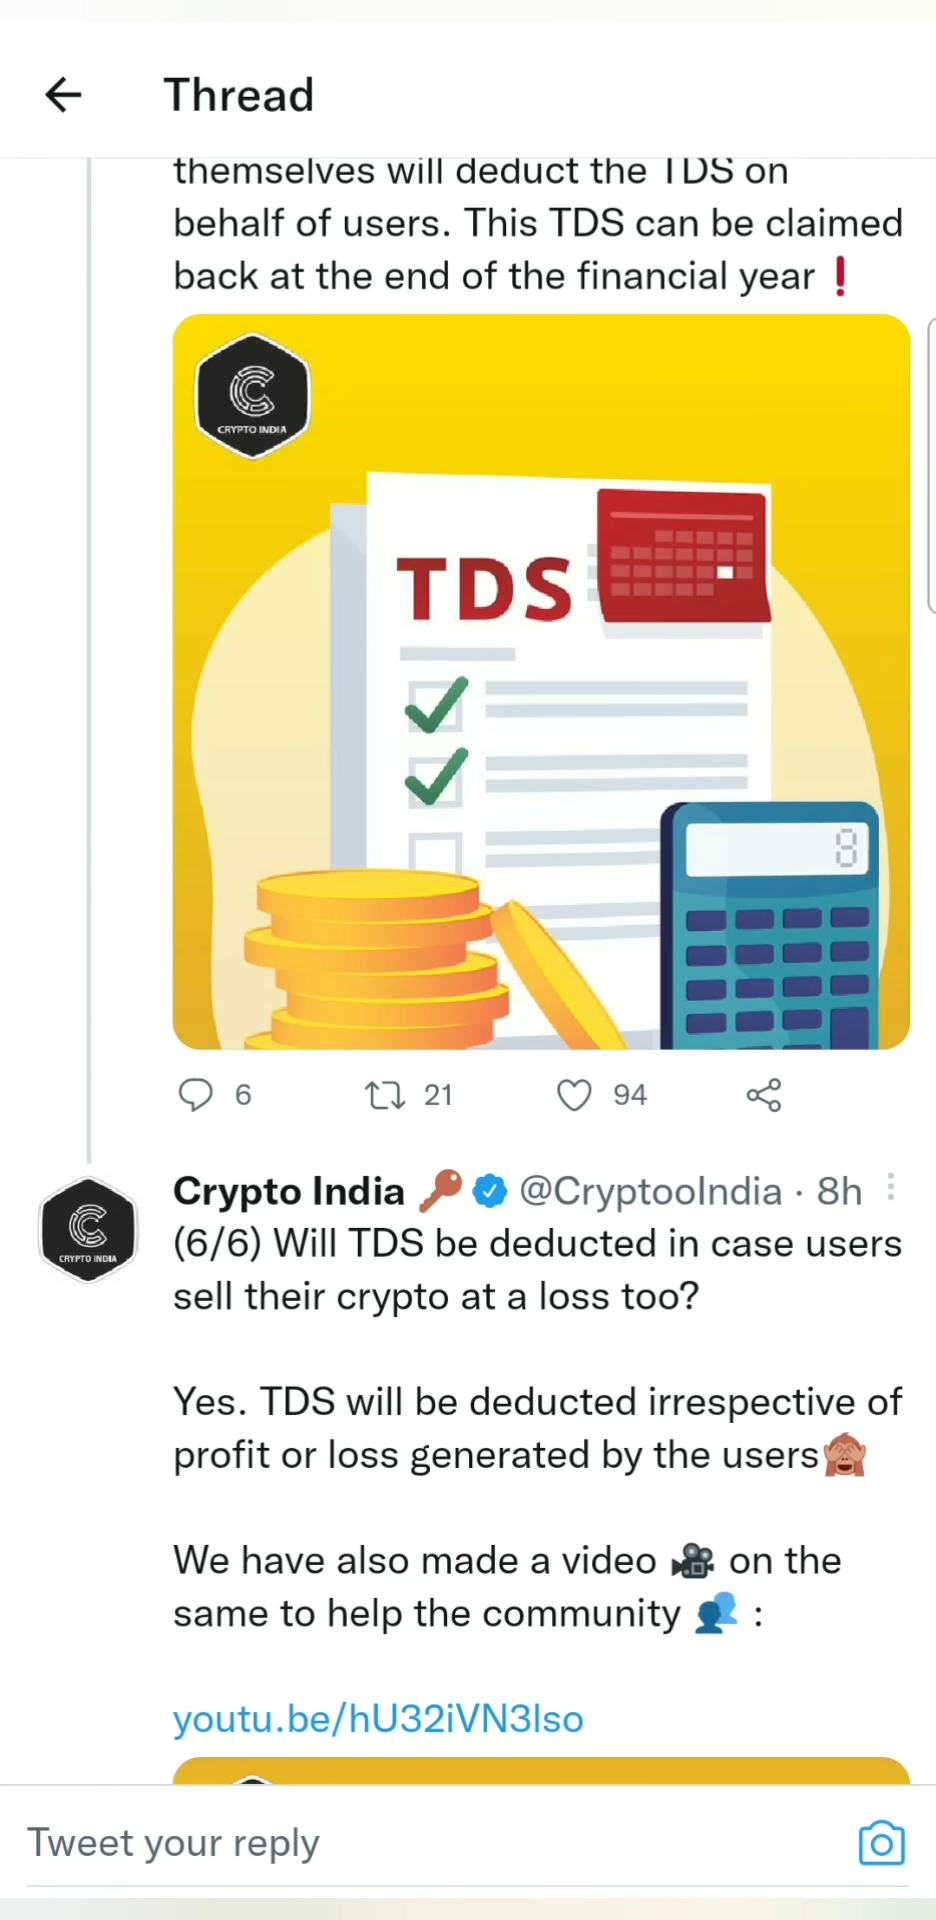 Thread
themselves will deduct the TDS on
behalf of users. This TDS can be claimed
back at the end of the financial year❗
CRYPTO INDIA
TDS
8
6 21 94
Crypto India @CryptooIndia · 8h
CRYPTO INDIA
(6/6) Will TDS be deducted in case users
sell their crypto at a loss too?
Yes. TDS will be deducted irrespective of
profit or loss generated by the users🙈
We have also made a video 🎥 on the
same to help the community 👥 :
youtu.be/hU32iVN3Iso
Tweet your reply